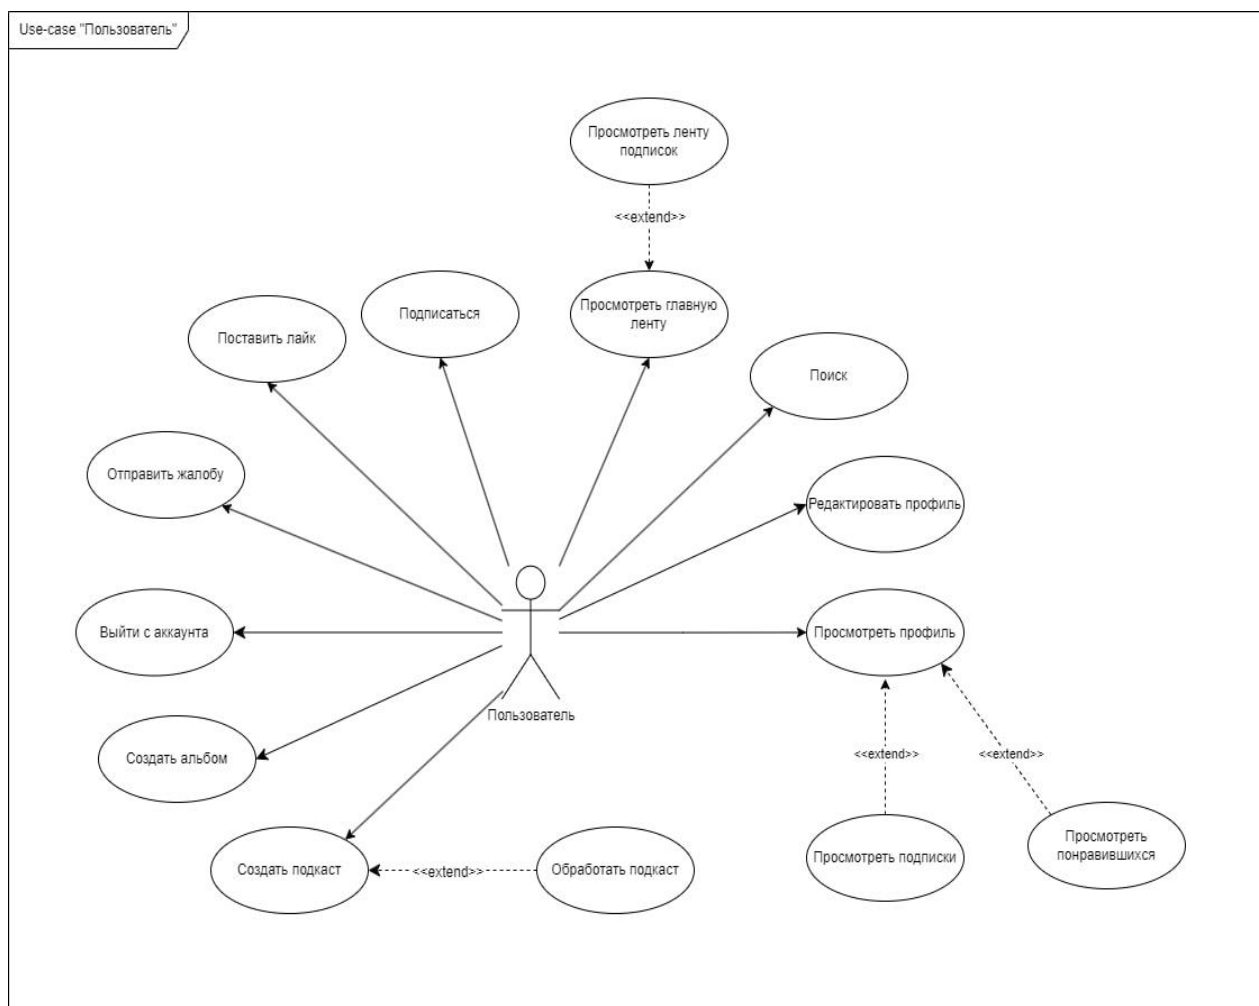 Use-case "Пользователь"
Просмотреть ленту
подписок
<<extend>>
Просмотреть главную
ленту
Подписаться
Поставить лайк
Поиск
Отправить жалобу
Редактировать профиль
Выйти с аккаунта
Просмотреть профиль
Пользователь
Создать альбом
<<extend>>
<<extend>>
Создать подкаст
<<extend>>
Обработать подкаст
Просмотреть подписки
Просмотреть
понравившихся